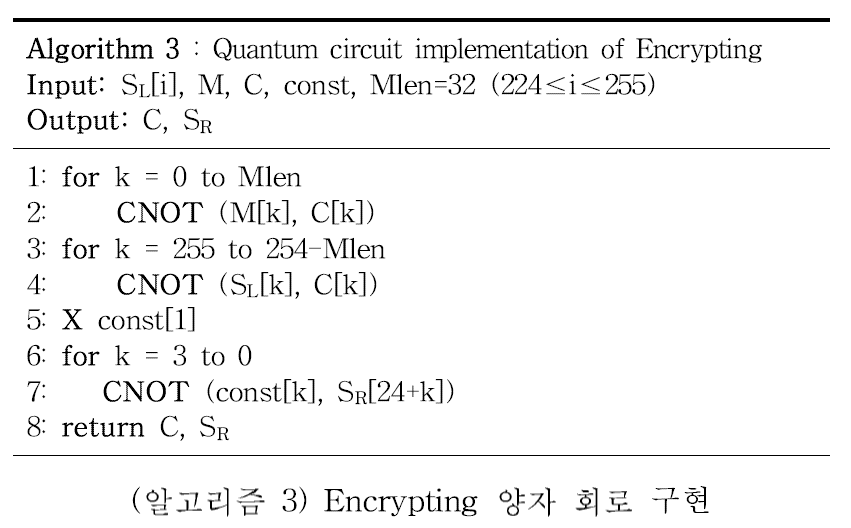 Algorithm 3 : Quantum circuit implementation of Encrypting
Input: S_L[i], M, C, const, Mlen=32 (224≤i≤255)
Output: C, S_R
1: for k = 0 to Mlen
2: CNOT (M[k], C[k])
3: for k = 255 to 254-Mlen
4: CNOT (S_L[k], C[k])
5: X const[1]
6: for k = 3 to 0
7: CNOT (const[k], S_R[24+k])
8: return C, S_R
(알고리즘 3) Encrypting 양자 회로 구현